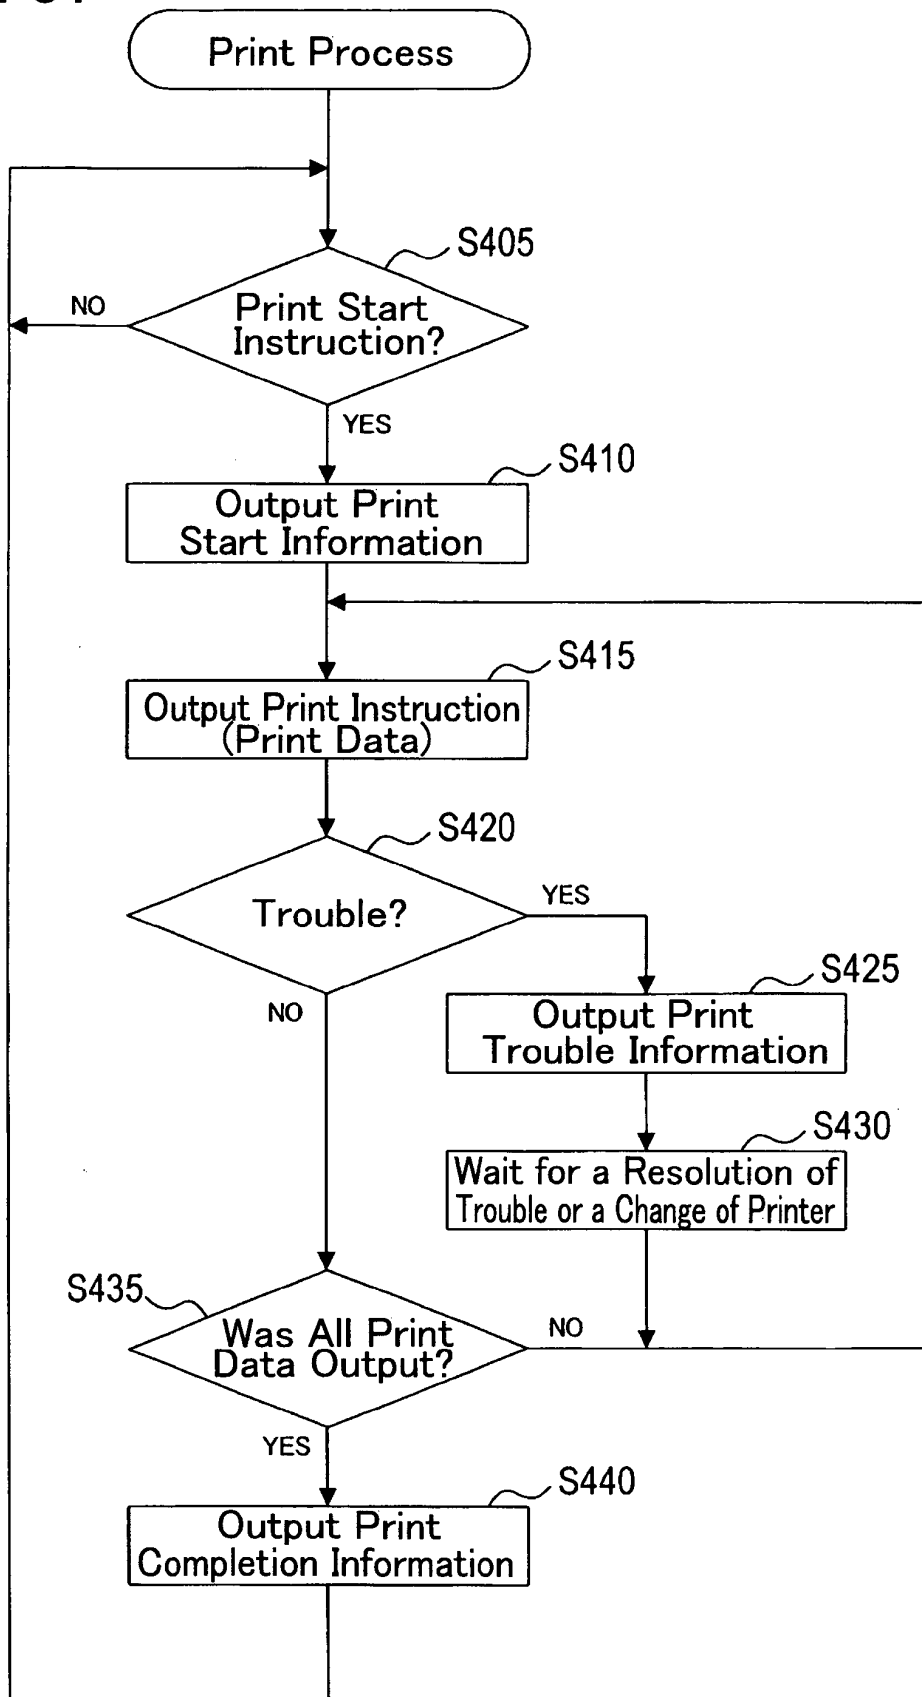 Print Process
S405
NO
Print Start
Instruction?
YES
S410
Output Print
Start Information
S415
Output Print Instruction
(Print Data)
S420
Trouble?
YES
NO
S425
Output Print
Trouble Information
S430
Wait for a Resolution of
Trouble or a Change of Printer
S435
Was All Print
Data Output?
NO
YES
S440
Output Print
Completion Information